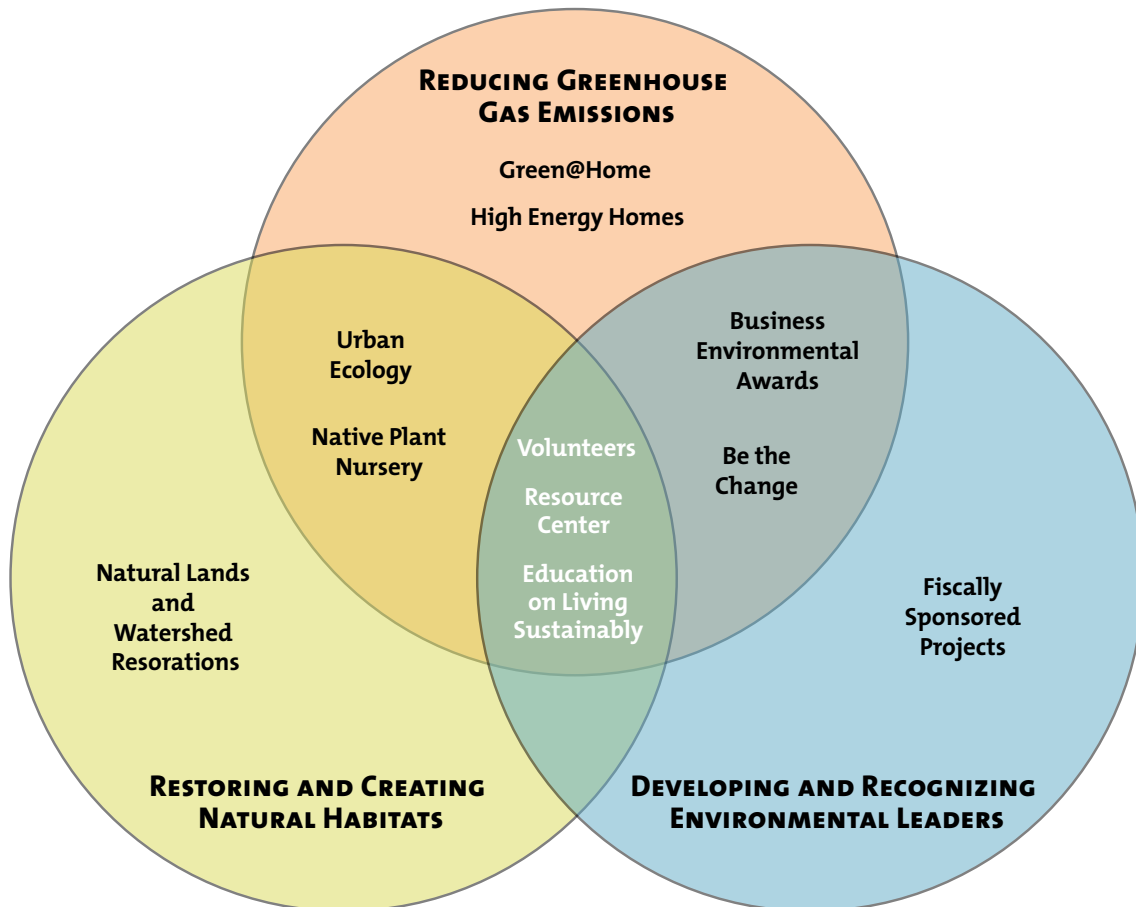 Reducing Greenhouse
Gas Emissions
Green@Home
High Energy Homes
Urban
Ecology
Native Plant
Nursery
Business
Environmental
Awards
Be the
Change
Volunteers
Resource
Center
Education
on Living
Sustainably
Natural Lands
and
Watershed
Resorations
Fiscally
Sponsored
Projects
Restoring and Creating
Natural Habitats
Developing and Recognizing
Environmental Leaders